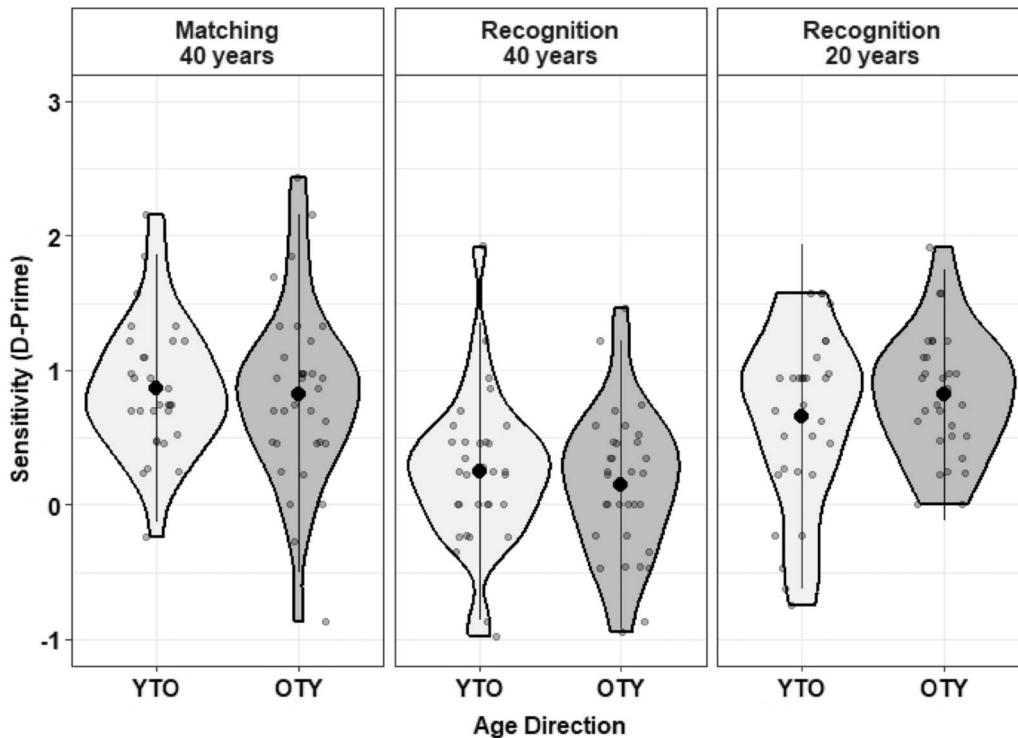 Matching
40 years
Recognition
40 years
Recognition
20 years
Sensitivity (D-Prime)
3
2
1
0
-1
YTO
OTY
YTO
OTY
YTO
OTY
Age Direction